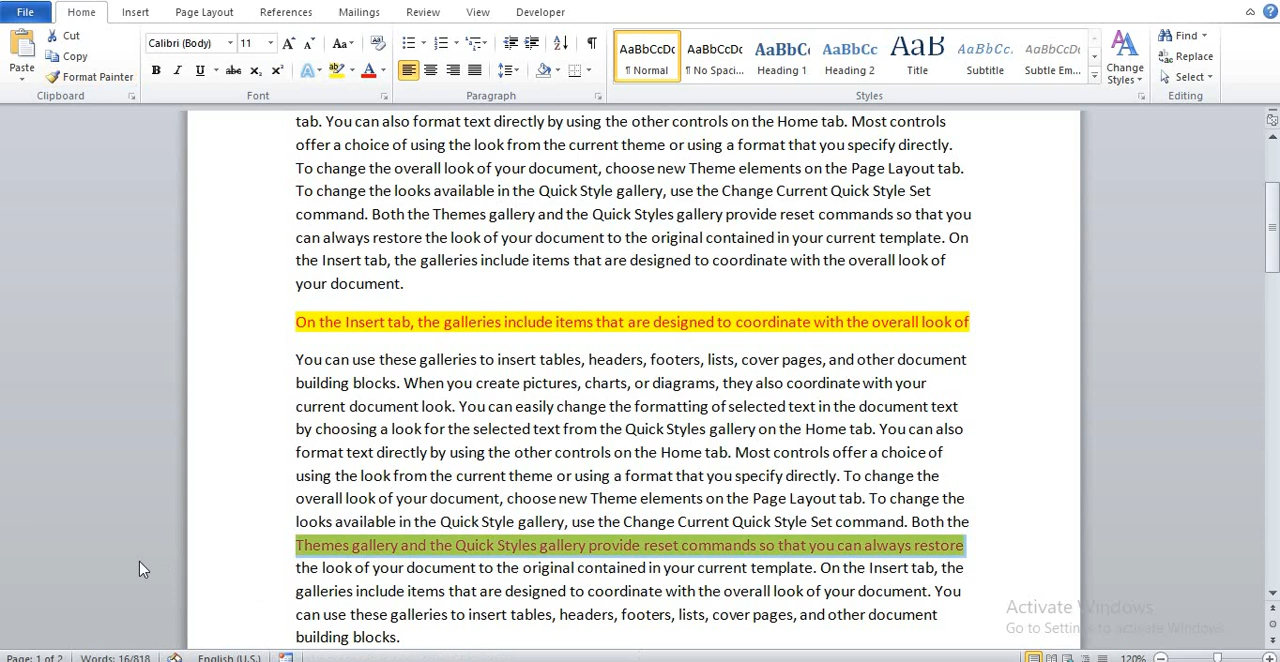 File Home Insert Page Layout References Mailings Review View Developer
Cut
Copy
Format Painter
Paste
Clipboard
Calibri (Body) 11
Font
Paragraph
AaBbCcDc AaBbCcDc AaBbC AaBbCc AaB AaBbCc. AaBbCcDc
¶ Normal ¶ No Spaci... Heading 1 Heading 2 Title Subtitle Subtle Em...
Styles
Change
Styles
Find
Replace
Select
Editing
tab. You can also format text directly by using the other controls on the Home tab. Most controls
offer a choice of using the look from the current theme or using a format that you specify directly.
To change the overall look of your document, choose new Theme elements on the Page Layout tab.
To change the looks available in the Quick Style gallery, use the Change Current Quick Style Set
command. Both the Themes gallery and the Quick Styles gallery provide reset commands so that you
can always restore the look of your document to the original contained in your current template. On
the Insert tab, the galleries include items that are designed to coordinate with the overall look of
your document.
On the Insert tab, the galleries include items that are designed to coordinate with the overall look of
You can use these galleries to insert tables, headers, footers, lists, cover pages, and other document
building blocks. When you create pictures, charts, or diagrams, they also coordinate with your
current document look. You can easily change the formatting of selected text in the document text
by choosing a look for the selected text from the Quick Styles gallery on the Home tab. You can also
format text directly by using the other controls on the Home tab. Most controls offer a choice of
using the look from the current theme or using a format that you specify directly. To change the
overall look of your document, choose new Theme elements on the Page Layout tab. To change the
looks available in the Quick Style gallery, use the Change Current Quick Style Set command. Both the
Themes gallery and the Quick Styles gallery provide reset commands so that you can always restore
the look of your document to the original contained in your current template. On the Insert tab, the
galleries include items that are designed to coordinate with the overall look of your document. You
can use these galleries to insert tables, headers, footers, lists, cover pages, and other document
building blocks.
Activate Windows
Go to Settings to activate Windows.
Page: 1 of 2 Words: 16/818 English (U.S.) 120%